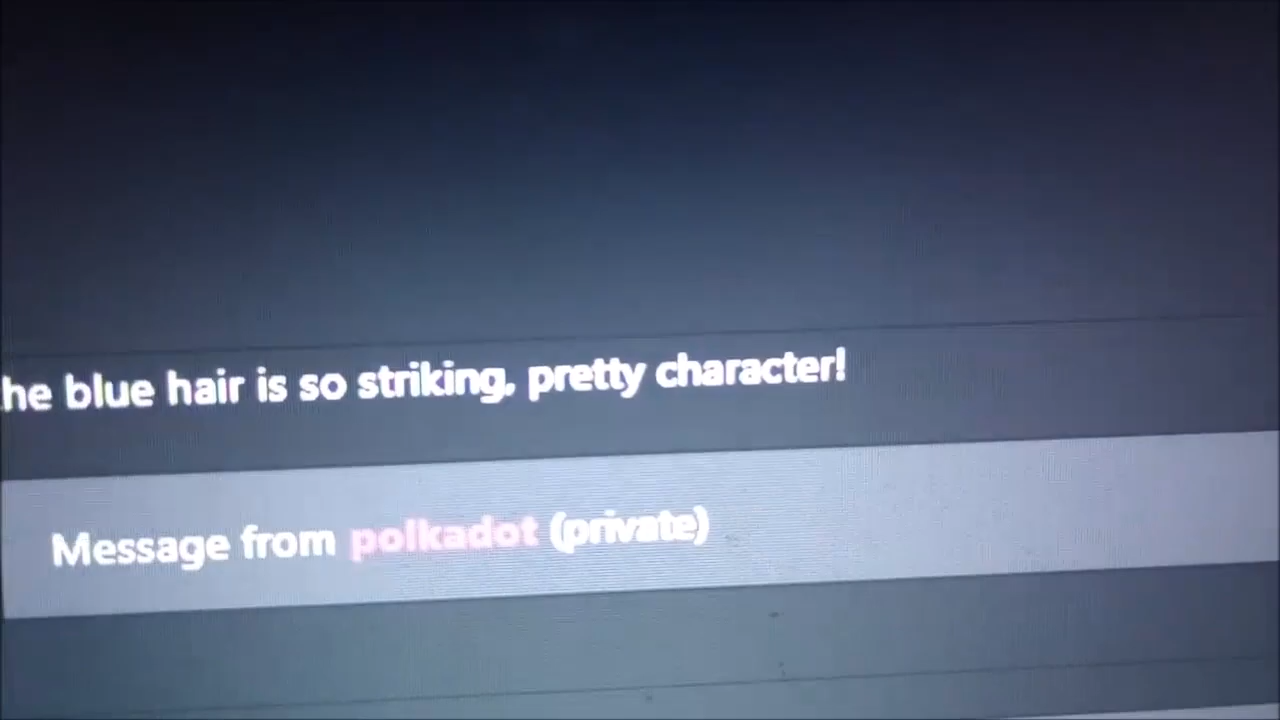 he blue hair is so striking, pretty character!
Message from polkadot (private)